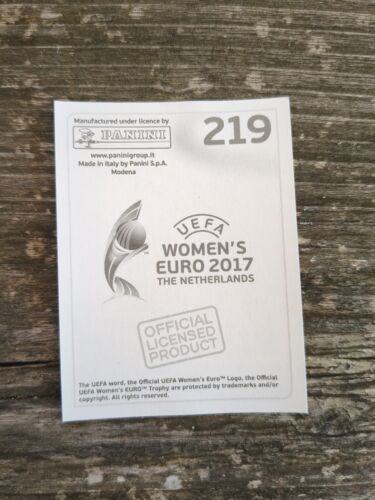 Manufactured under licence by
PANINI
219
www.paninigroup.it
Made in Italy by Panini S.p.A.
Modena
UEFA
WOMEN'S
EURO 2017
THE NETHERLANDS
OFFICIAL
LICENSED
PRODUCT
The UEFA word, the Official UEFA Women's Euro™ Logo, the Official
UEFA Women's EURO™ Trophy are protected by trademarks and/or
copyright. All rights reserved.